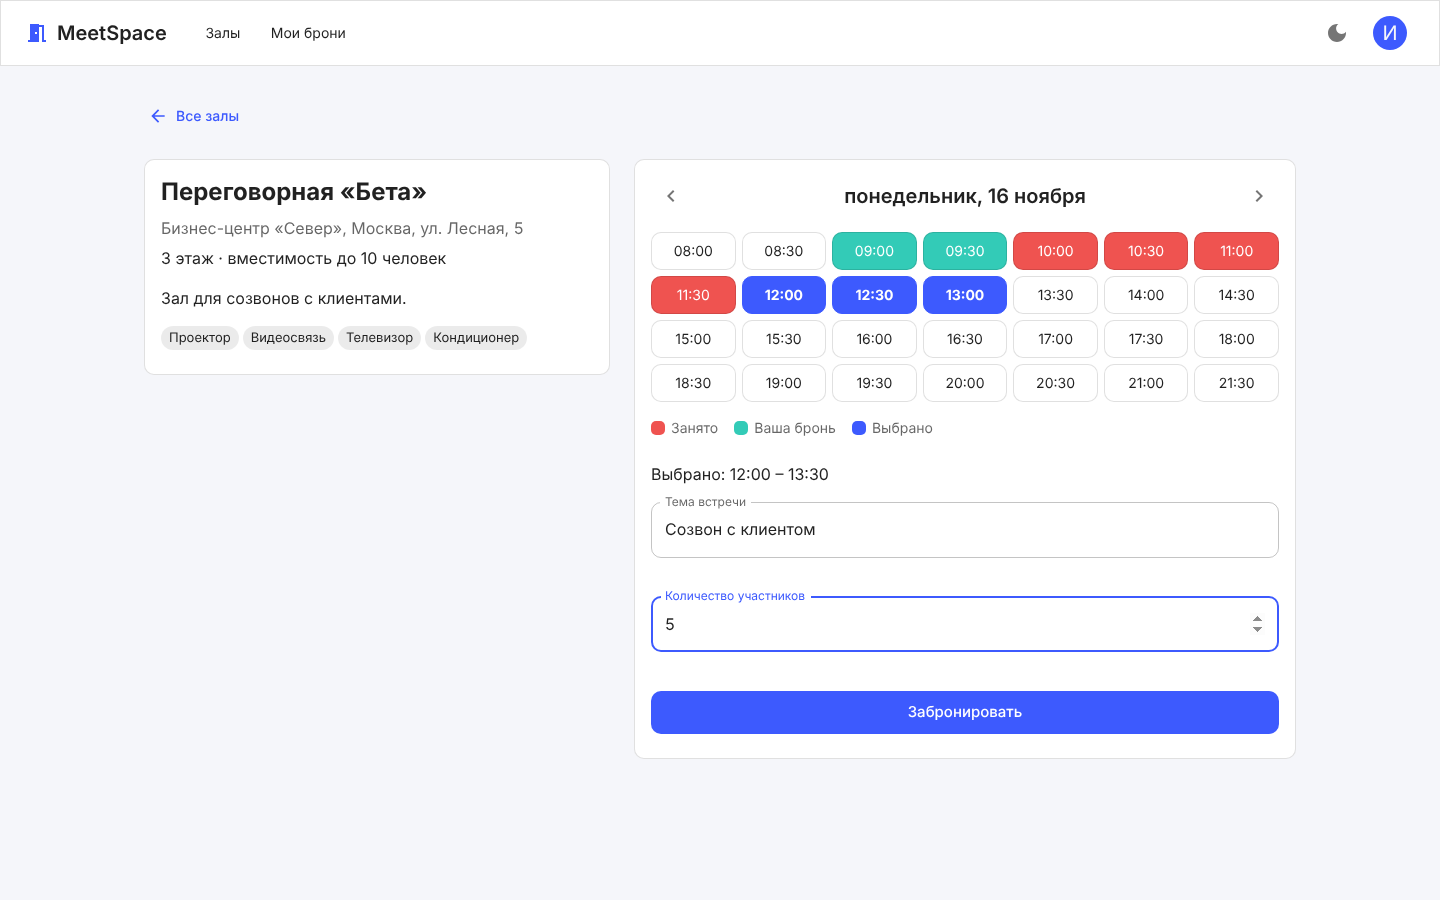 MeetSpace Залы Мои брони И
Все залы
Переговорная «Бета»
Бизнес-центр «Север», Москва, ул. Лесная, 5
3 этаж · вместимость до 10 человек
Зал для созвонов с клиентами.
Проектор Видеосвязь Телевизор Кондиционер
понедельник, 16 ноября
08:00 08:30 09:00 09:30 10:00 10:30 11:00
11:30 12:00 12:30 13:00 13:30 14:00 14:30
15:00 15:30 16:00 16:30 17:00 17:30 18:00
18:30 19:00 19:30 20:00 20:30 21:00 21:30
Занято Ваша бронь Выбрано
Выбрано: 12:00 – 13:30
Тема встречи
Созвон с клиентом
Количество участников
5
Забронировать